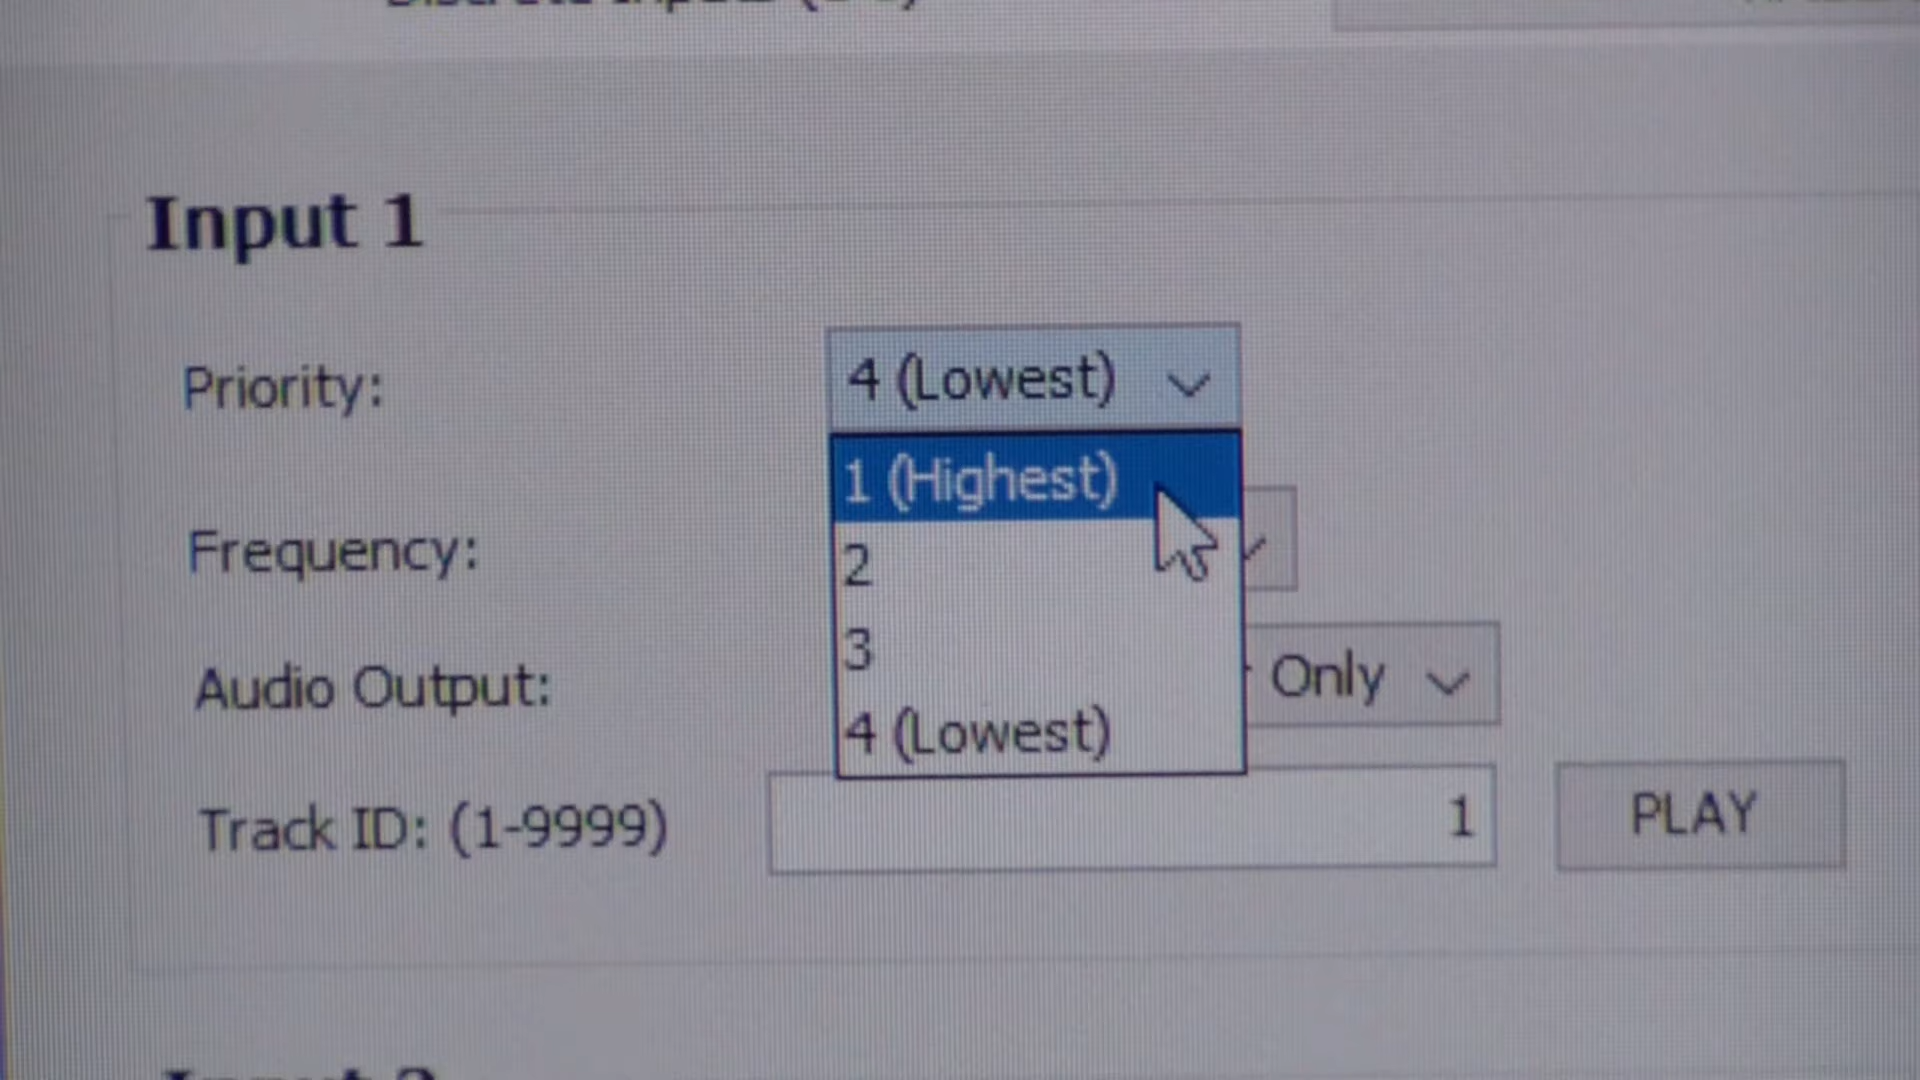 Input 1
Priority:
4 (Lowest)
1 (Highest)
2
3
4 (Lowest)
Frequency:
Audio Output:
Only
Track ID: (1-9999)
1
PLAY